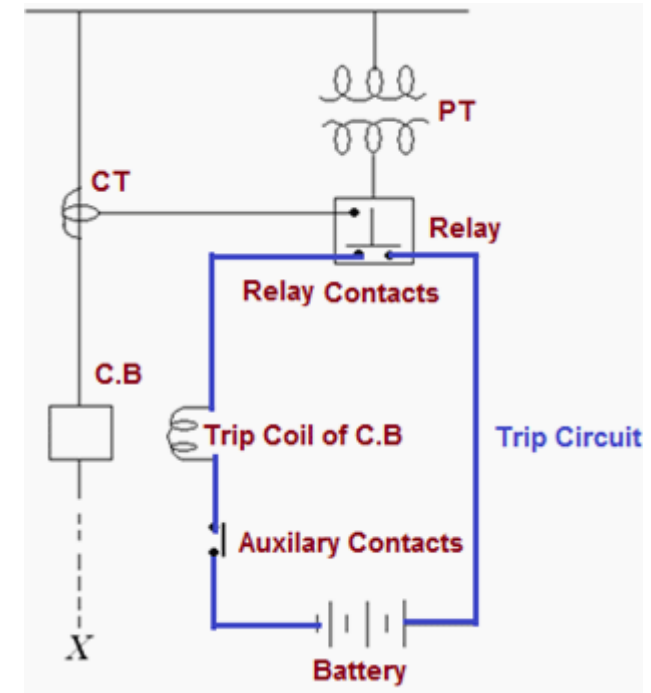 PT
CT
Relay
Relay Contacts
C.B
Trip Coil of C.B
Trip Circuit
Auxilary Contacts
X
Battery